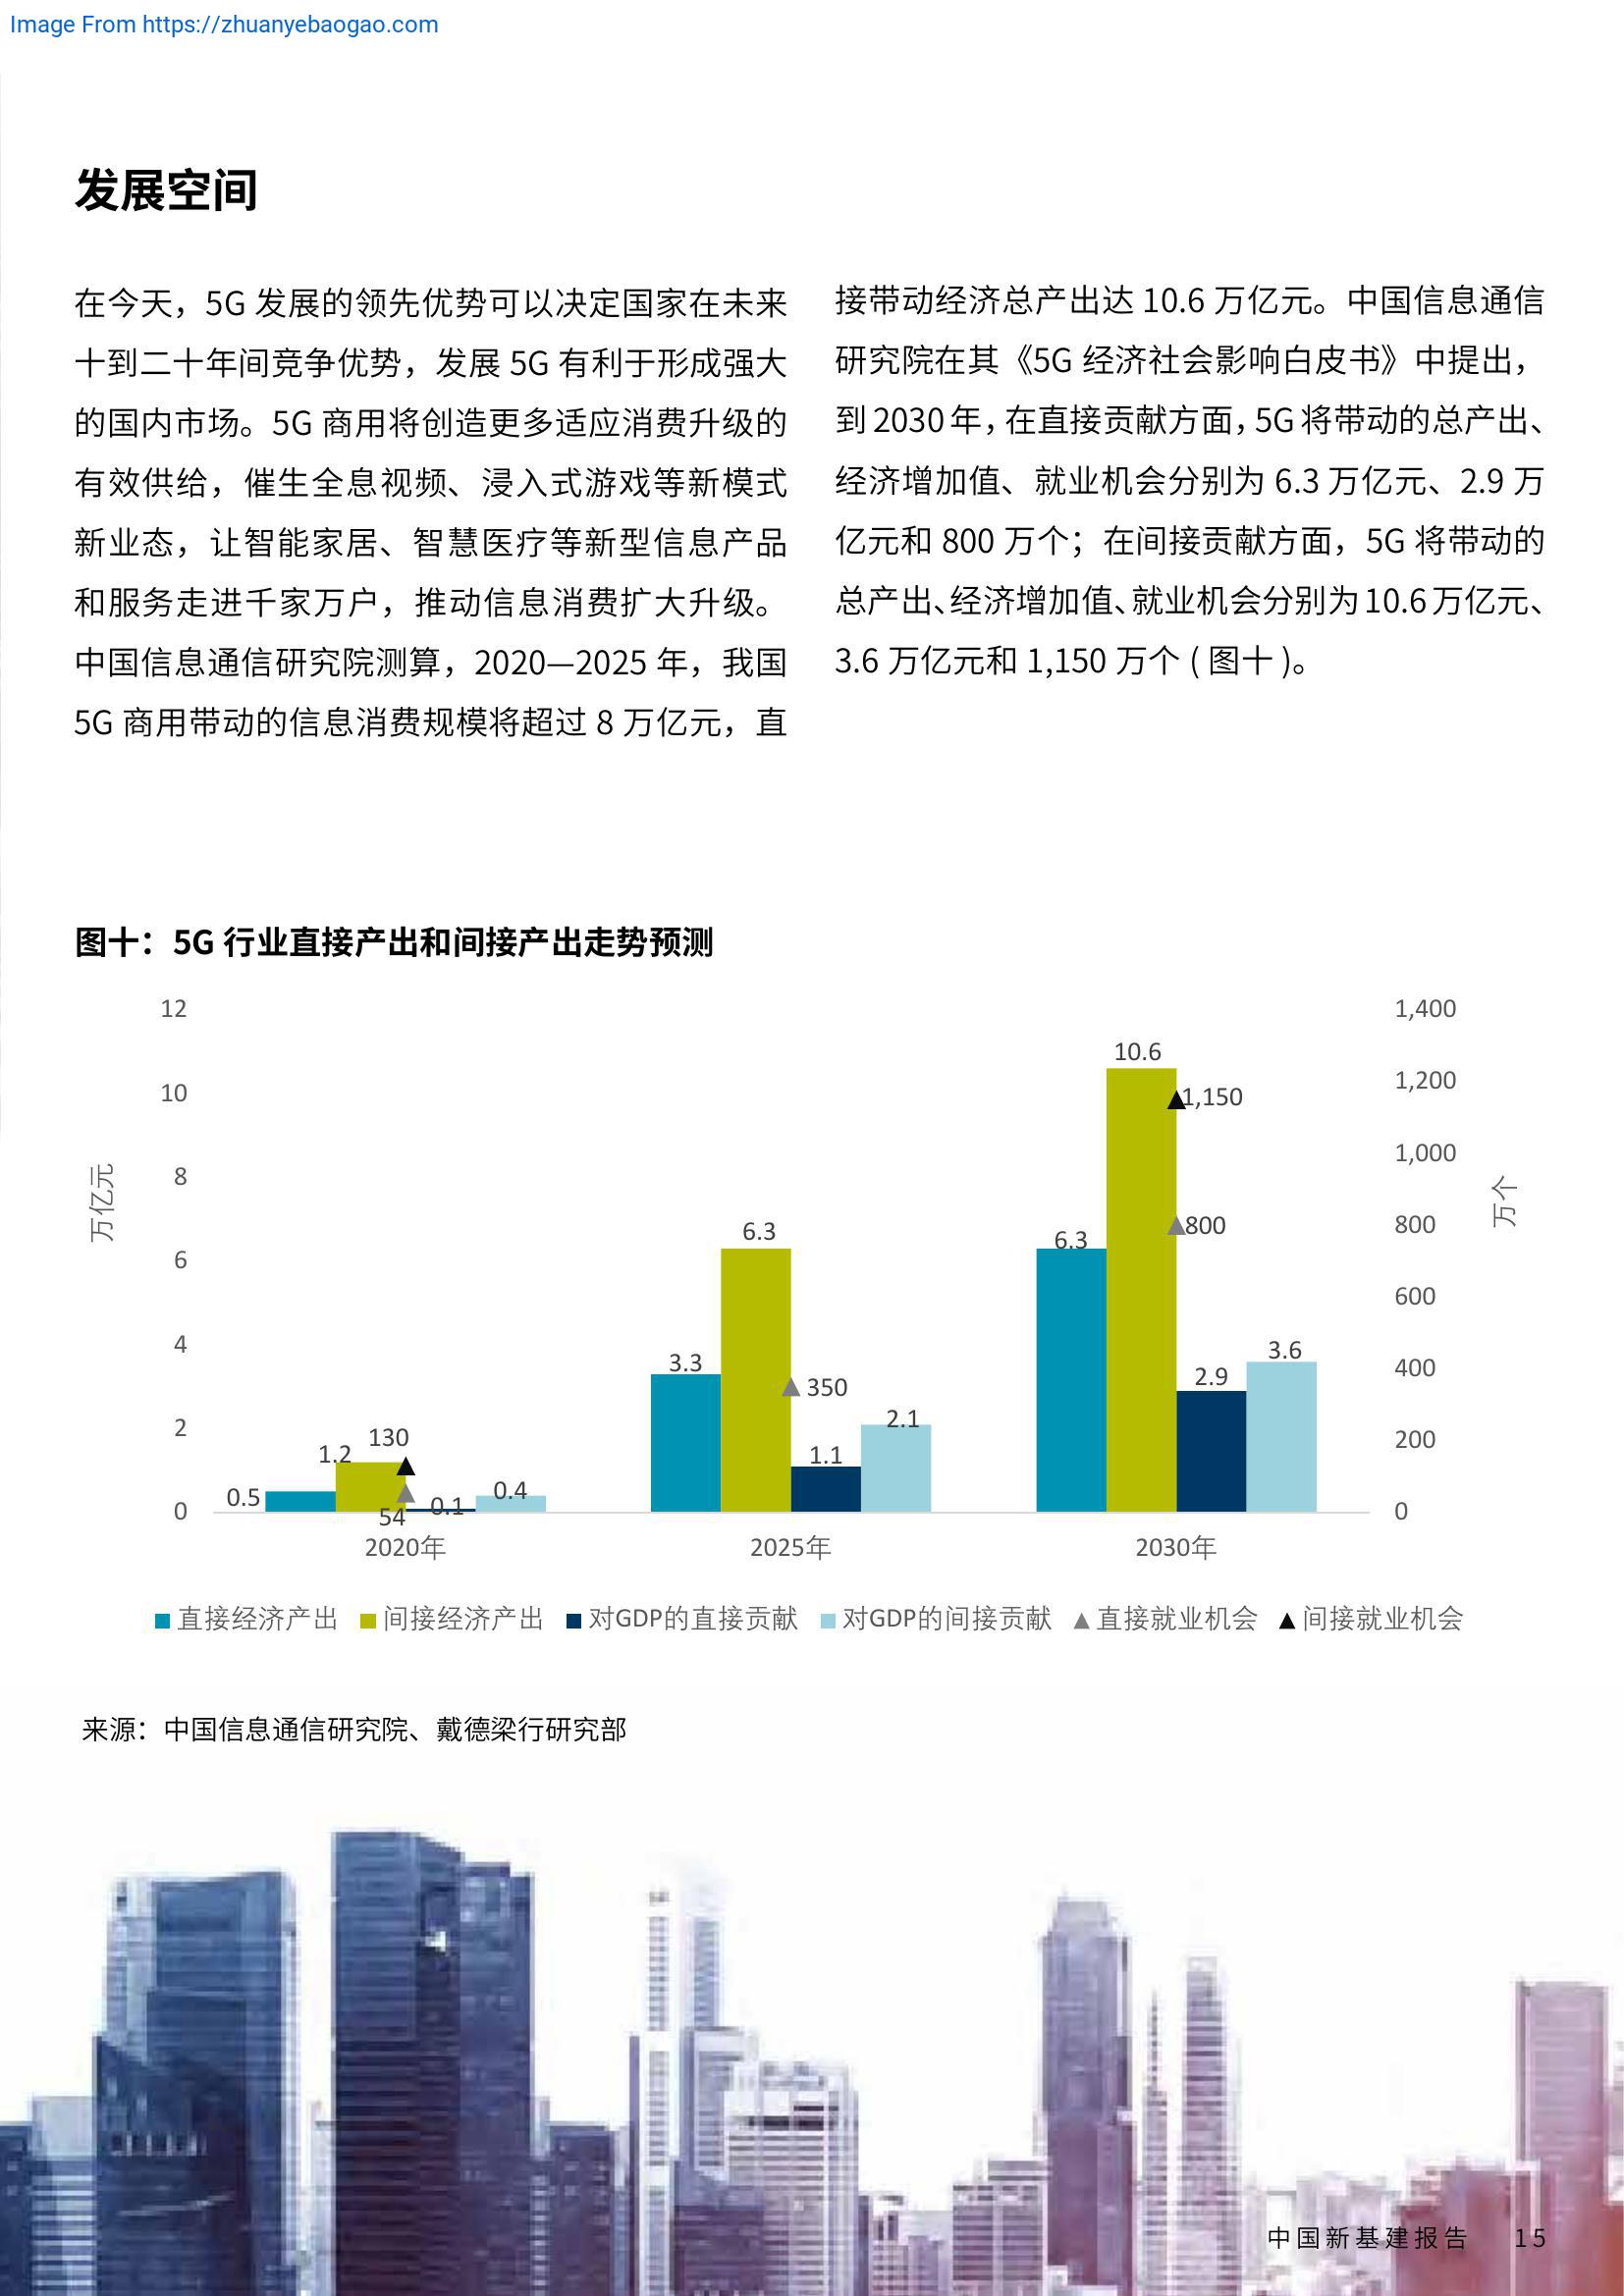 Image From https://zhuanyebaogao.com
发展空间
在今天，5G 发展的领先优势可以决定国家在未来
十到二十年间竞争优势，发展 5G 有利于形成强大
的国内市场。5G 商用将创造更多适应消费升级的
有效供给，催生全息视频、浸入式游戏等新模式
新业态，让智能家居、智慧医疗等新型信息产品
和服务走进千家万户，推动信息消费扩大升级。
中国信息通信研究院测算，2020—2025 年，我国
5G 商用带动的信息消费规模将超过 8 万亿元，直
接带动经济总产出达 10.6 万亿元。中国信息通信
研究院在其《5G 经济社会影响白皮书》中提出，
到 2030 年，在直接贡献方面，5G 将带动的总产出、
经济增加值、就业机会分别为 6.3 万亿元、2.9 万
亿元和 800 万个；在间接贡献方面，5G 将带动的
总产出、经济增加值、就业机会分别为 10.6 万亿元、
3.6 万亿元和 1,150 万个 ( 图十 )。
图十：5G 行业直接产出和间接产出走势预测
万亿元
12
10
8
6
4
2
0
0.5
1.2
130
54
0.1
0.4
3.3
6.3
350
1.1
2.1
6.3
10.6
1,150
800
2.9
3.6
1,400
1,200
1,000
800
600
400
200
0
万个
2020年
2025年
2030年
直接经济产出 间接经济产出 对GDP的直接贡献 对GDP的间接贡献 直接就业机会 间接就业机会
来源：中国信息通信研究院、戴德梁行研究部
中国新基建报告 15